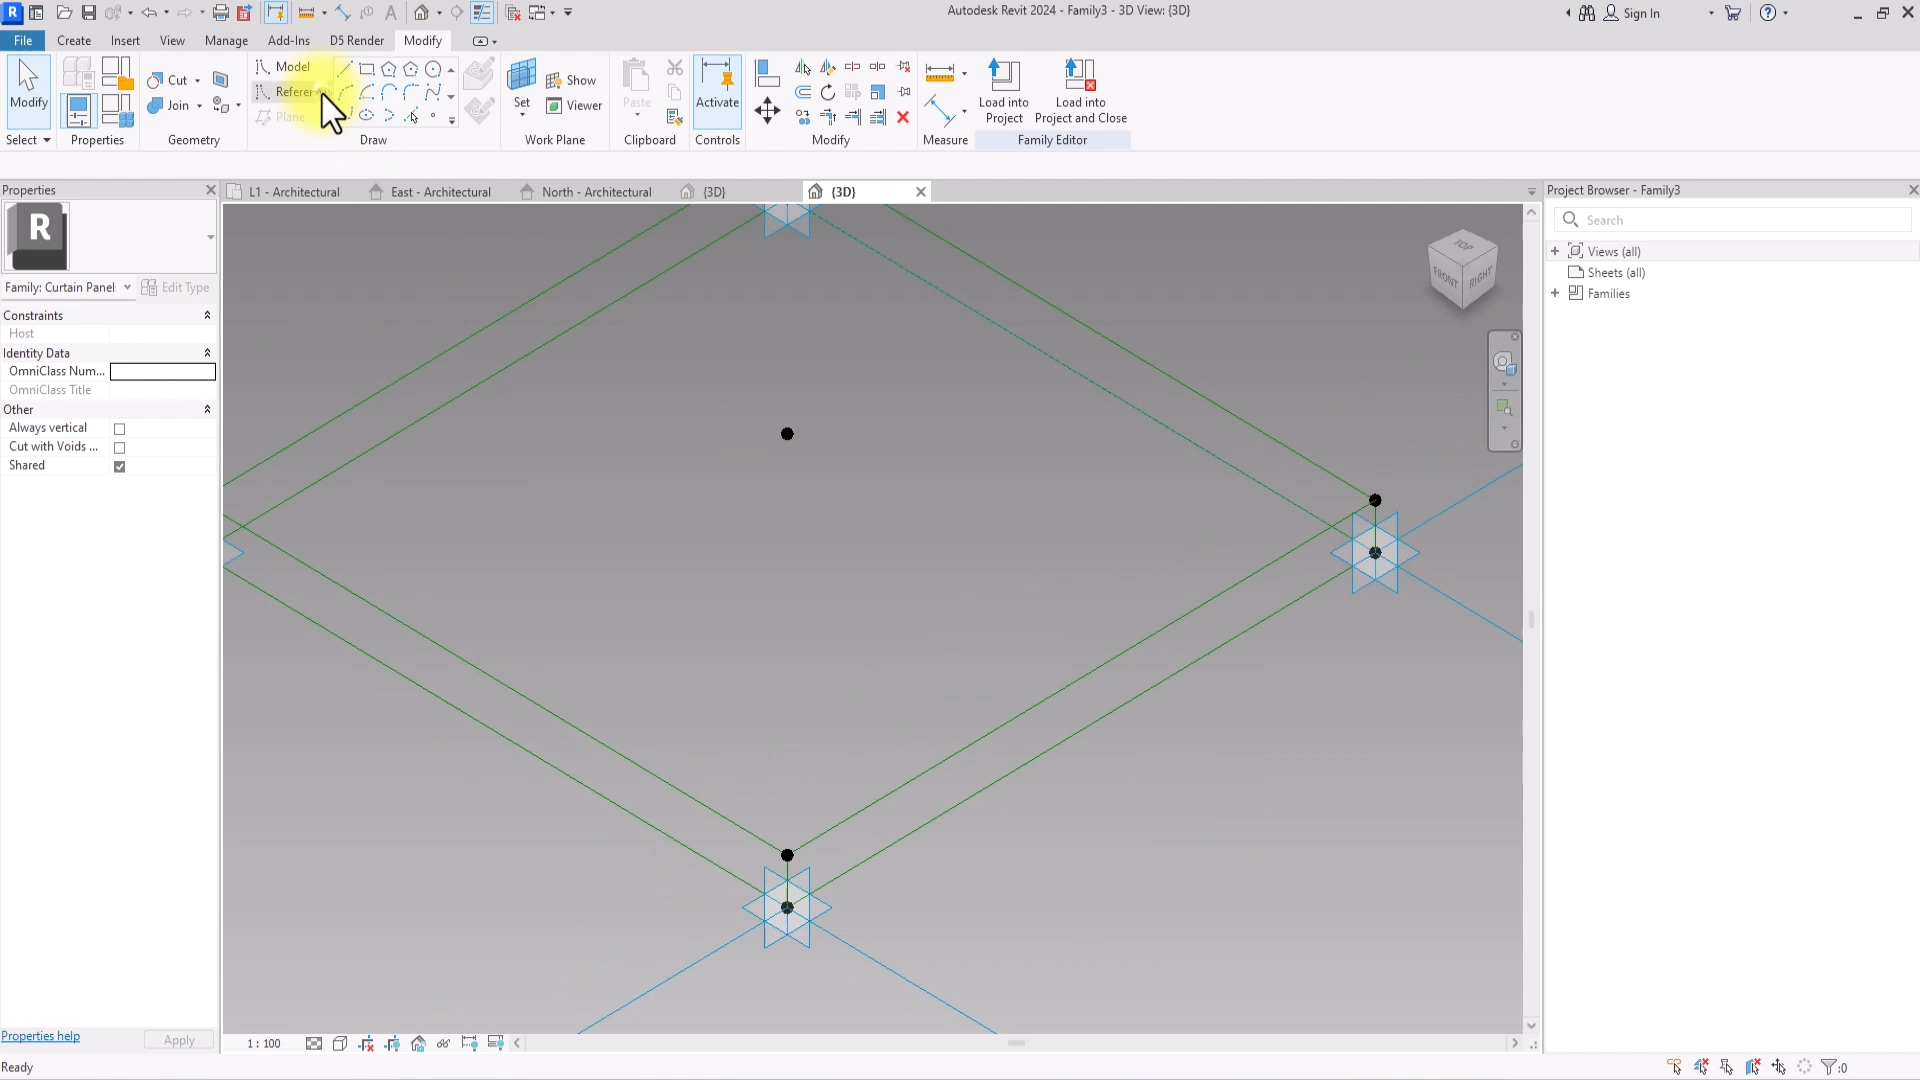 Autodesk Revit 2024 - Family3 - 3D View: {3D}
Sign In
File Create Insert View Manage Add-Ins D5 Render Modify
Modify
Select
Properties
Cut
Join
Geometry
Model
Plane
Draw
Set
Show
Viewer
Work Plane
Paste
Clipboard
Activate
Controls
Modify
Measure
Load into
Project
Load into
Project and Close
Family Editor
Properties
L1 - Architectural
East - Architectural
North - Architectural
{3D}
{3D}
Project Browser - Family3
R
Search
Views (all)
Sheets (all)
Families
Family: Curtain Panel
Edit Type
Constraints
Host
Identity Data
OmniClass Num...
OmniClass Title
Other
Always vertical
Cut with Voids ...
Shared
TOP
FRONT
RIGHT
Properties help
Apply
1 : 100
Ready
:0